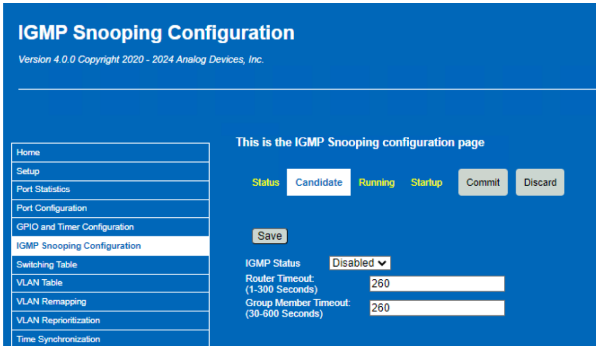 IGMP Snooping Configuration
Version 4.0.0 Copyright 2020 - 2024 Analog Devices, Inc.
Home
Setup
Port Statistics
Port Configuration
GPIO and Timer Configuration
IGMP Snooping Configuration
Switching Table
VLAN Table
VLAN Remapping
VLAN Reprioritization
Time Synchronization
This is the IGMP Snooping configuration page
Status Candidate Running Startup Commit Discard
Save
IGMP Status Disabled
Router Timeout:
(1-300 Seconds) 260
Group Member Timeout:
(30-600 Seconds) 260